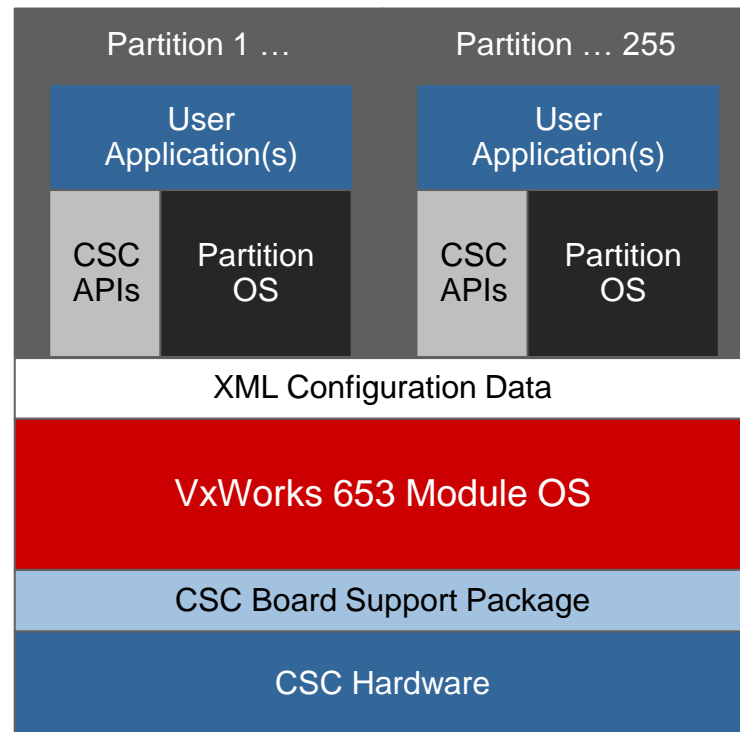 Partition 1 …
Partition … 255
User
Application(s)
User
Application(s)
CSC
APIs
Partition
OS
CSC
APIs
Partition
OS
XML Configuration Data
VxWorks 653 Module OS
CSC Board Support Package
CSC Hardware